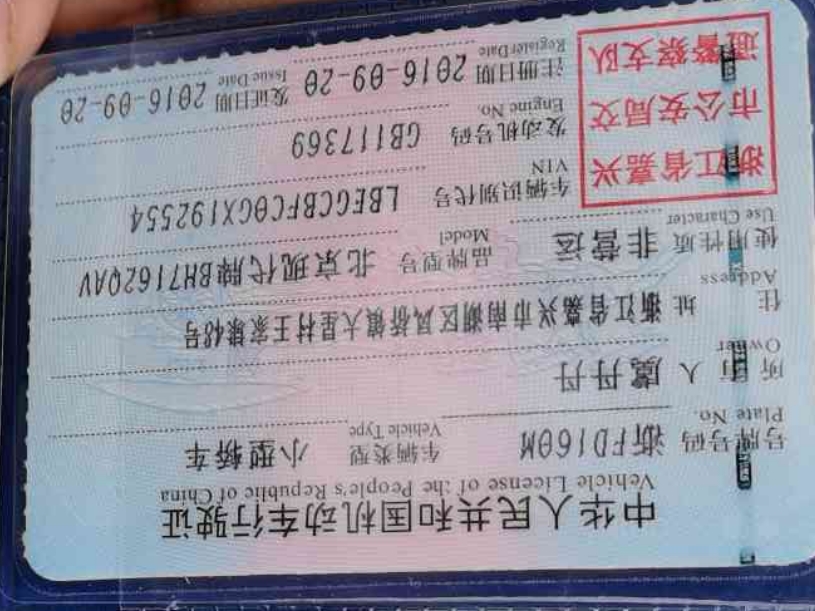 中华人民共和国机动车行驶证
Vehicle License of the People's Republic of China
号牌号码 浙FD160M 车辆类型 小型轿车
Plate No. Vehicle Type
所有人 虞丹丹
Owner
住址 浙江省嘉兴市南湖区凤桥镇大星村王家埭48号
Address
使用性质 非营运 品牌型号 北京现代牌BH7162QAV
Use Character Model
浙江省嘉兴
市公安局交
通警察支队
车辆识别代号 LBEGCBFC0GX192554
VIN
发动机号码 GB117369
Engine No.
注册日期 2016-09-20 发证日期 2016-09-20
Register Date Issue Date